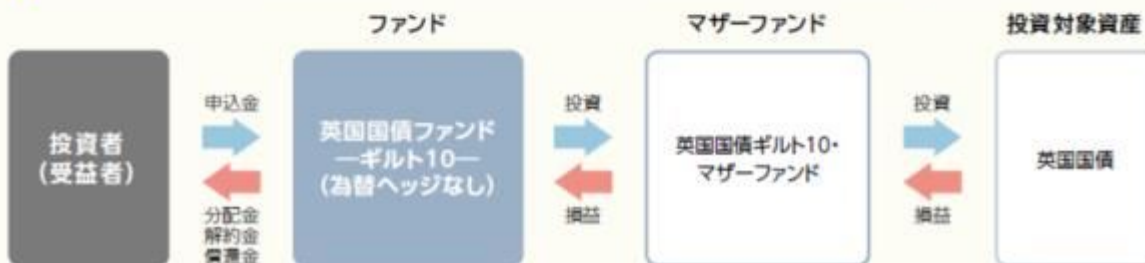 ファンド
マザーファンド
投資対象資産
投資者
(受益者)
申込金
分配金
解約金
償還金
英国国債ファンド
―ギルト10―
(為替ヘッジなし)
投資
損益
英国国債ギルト10・
マザーファンド
投資
損益
英国国債